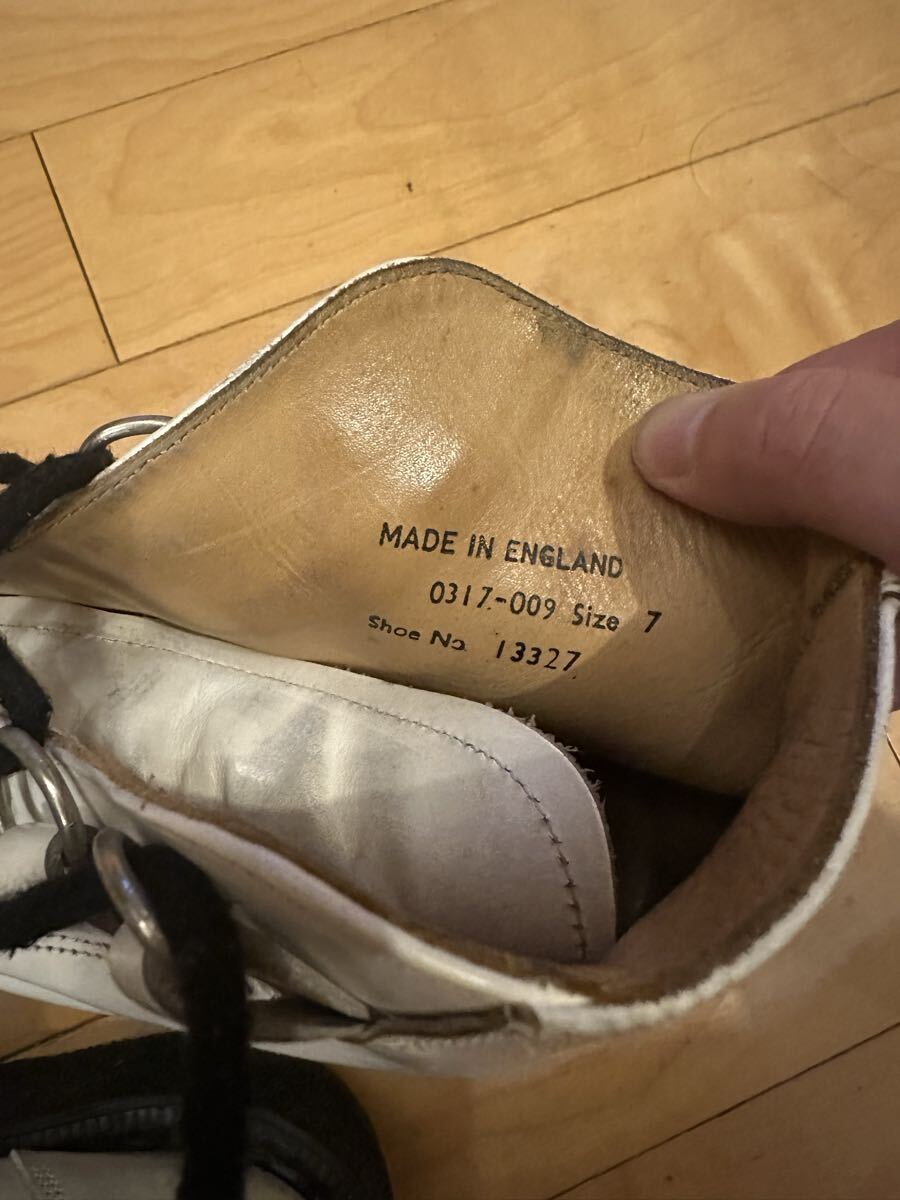 MADE IN ENGLAND
0317-009 Size 7
Shoe No. 13327